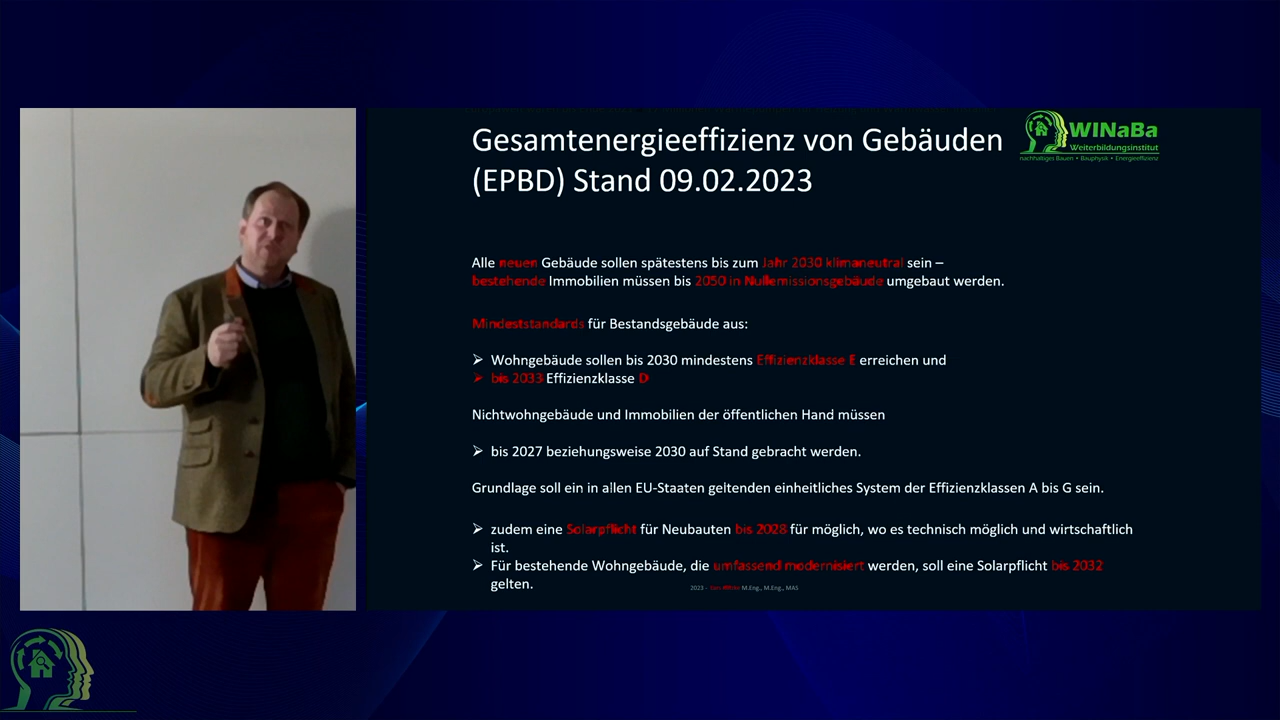 WINaBa
Weiterbildungsinstitut
nachhaltiges Bauen • Bauphysik • Energieeffizienz
Gesamtenergieeffizienz von Gebäuden
(EPBD) Stand 09.02.2023
Alle neuen Gebäude sollen spätestens bis zum Jahr 2030 klimaneutral sein –
bestehende Immobilien müssen bis 2050 in Nullemissionsgebäude umgebaut werden.
Mindeststandards für Bestandsgebäude aus:
➢ Wohngebäude sollen bis 2030 mindestens Effizienzklasse E erreichen und
➢ bis 2033 Effizienzklasse D
Nichtwohngebäude und Immobilien der öffentlichen Hand müssen
➢ bis 2027 beziehungsweise 2030 auf Stand gebracht werden.
Grundlage soll ein in allen EU-Staaten geltenden einheitliches System der Effizienzklassen A bis G sein.
➢ zudem eine Solarpflicht für Neubauten bis 2028 für möglich, wo es technisch möglich und wirtschaftlich
ist.
➢ Für bestehende Wohngebäude, die umfassend modernisiert werden, soll eine Solarpflicht bis 2032
gelten.
2023 - M.Eng., M.Eng., MAS